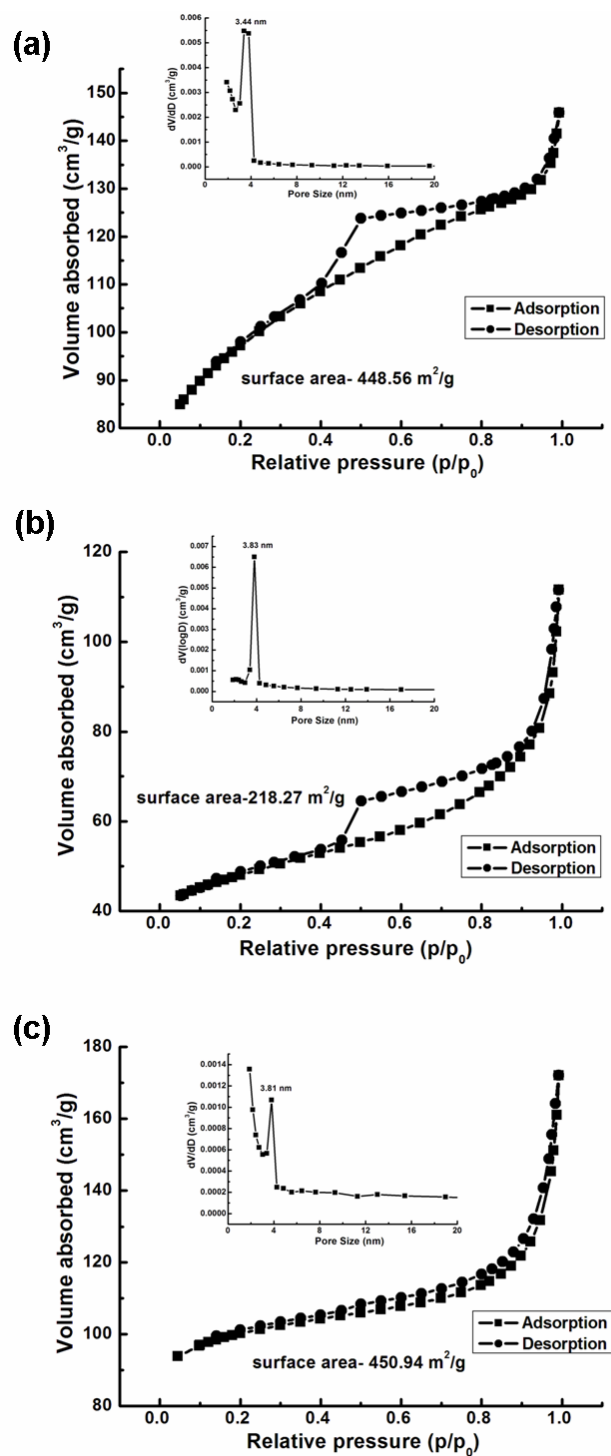 (a)
3.44 nm
0.006
0.005
0.004
0.003
0.002
0.001
0.000
dV/dD (cm³/g)
0 4 8 12 16 20
Pore Size (nm)
150
140
130
120
110
100
90
80
Volume absorbed (cm³/g)
Adsorption
Desorption
surface area- 448.56 m²/g
0.0 0.2 0.4 0.6 0.8 1.0
Relative pressure (p/p₀)
(b)
3.83 nm
0.007
0.006
0.005
0.004
0.003
0.002
0.001
0.000
dV(logD) (cm³/g)
0 4 8 12 16 20
Pore Size (nm)
120
100
80
60
40
Volume absorbed (cm³/g)
surface area-218.27 m²/g
Adsorption
Desorption
0.0 0.2 0.4 0.6 0.8 1.0
Relative pressure (p/p₀)
(c)
3.81 nm
0.0014
0.0012
0.0010
0.0008
0.0006
0.0004
0.0002
0.0000
dV/dD (cm³/g)
0 4 8 12 16 20
Pore Size (nm)
180
160
140
120
100
80
Volume absorbed (cm³/g)
Adsorption
Desorption
surface area- 450.94 m²/g
0.0 0.2 0.4 0.6 0.8 1.0
Relative pressure (p/p₀)